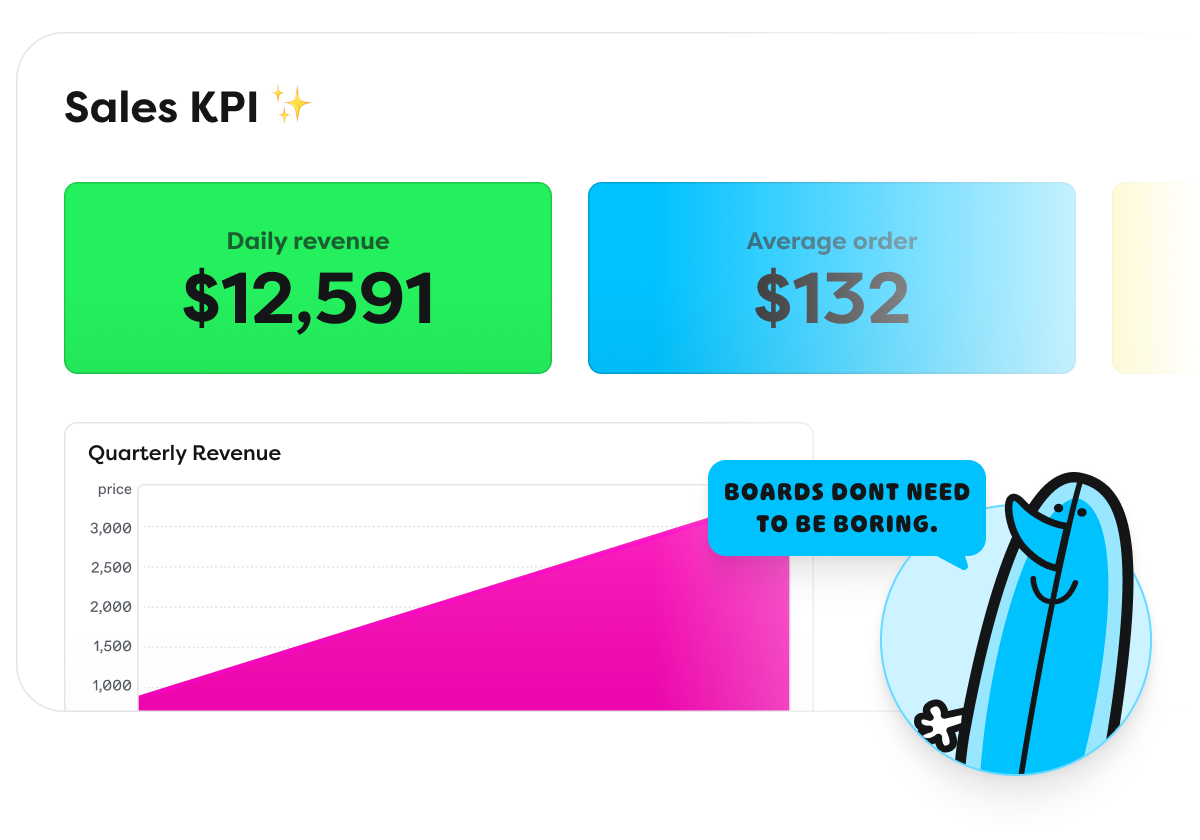 Sales KPI ✨
Daily revenue
$12,591
Average order
$132
Quarterly Revenue
price
3,000
2,500
2,000
1,500
1,000
BOARDS DONT NEED
TO BE BORING.